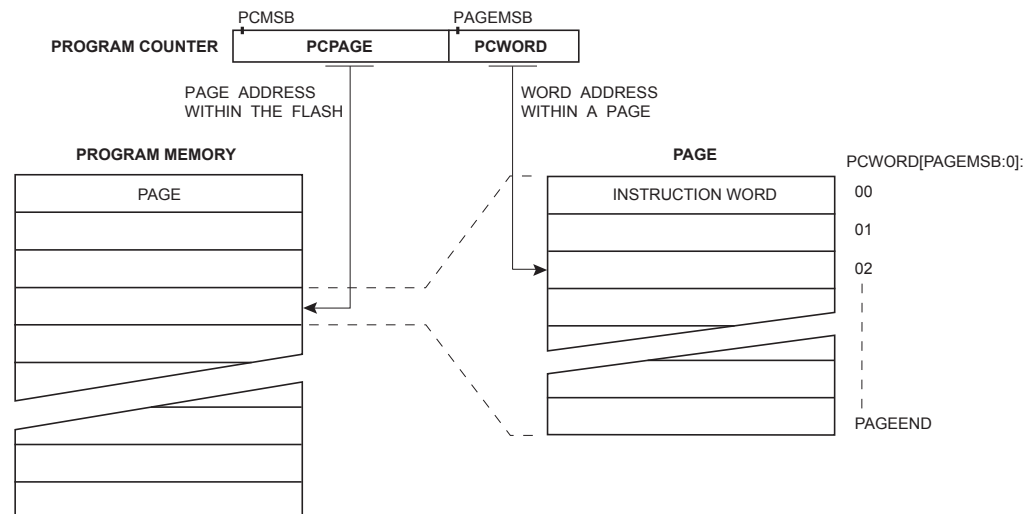 PCMSB PAGEMSB
PROGRAM COUNTER PCPAGE PCWORD
PAGE ADDRESS
WITHIN THE FLASH
WORD ADDRESS
WITHIN A PAGE
PROGRAM MEMORY
PAGE
PAGE
PCWORD[PAGEMSB:0]:
INSTRUCTION WORD
00
01
02
PAGEEND